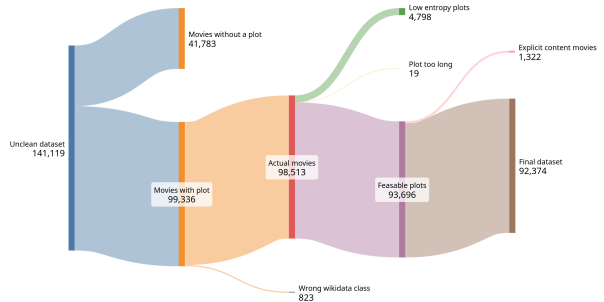 Low entropy plots
4,798
Movies without a plot
41,783
Explicit content movies
1,322
Plot too long
19
Unclean dataset
141,119
Actual movies
98,513
Final dataset
92,374
Movies with plot
99,336
Feasable plots
93,696
Wrong wikidata class
823